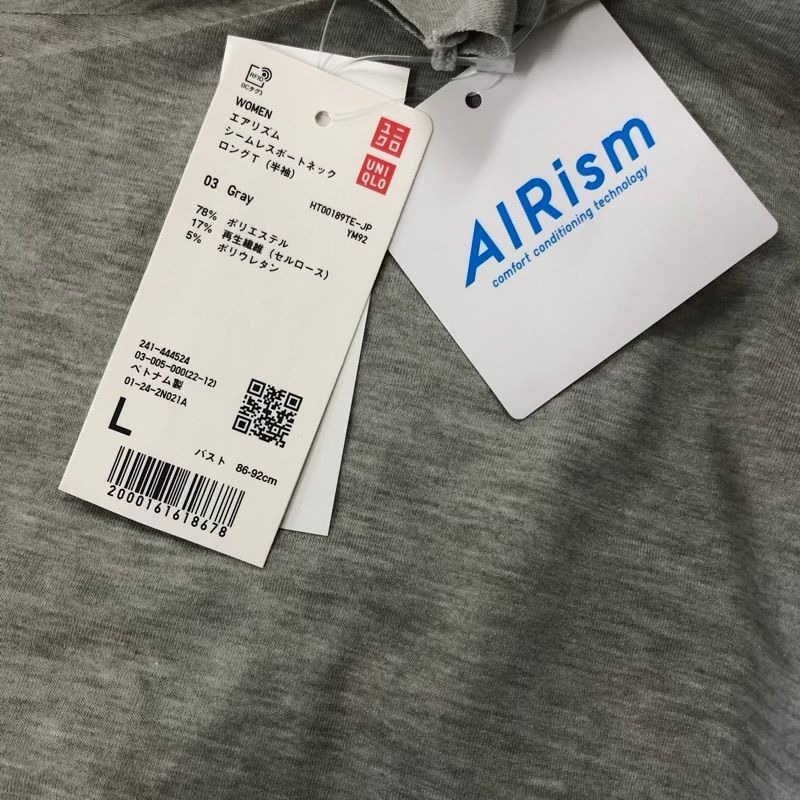 RFID
(ICタグ)
WOMEN
エアリズム
シームレスボートネック
ロングT (半袖)
ユニ
クロ
UNI
QLO
03 Gray
HT00189TE-JP
YM92
78% ポリエステル
17% 再生繊維 (セルロース)
5% ポリウレタン
241-444524
03-005-000(22-12)
ベトナム製
01-24-2N021A
L
バスト 86-92cm
2000161618678
AIRism
comfort conditioning technology